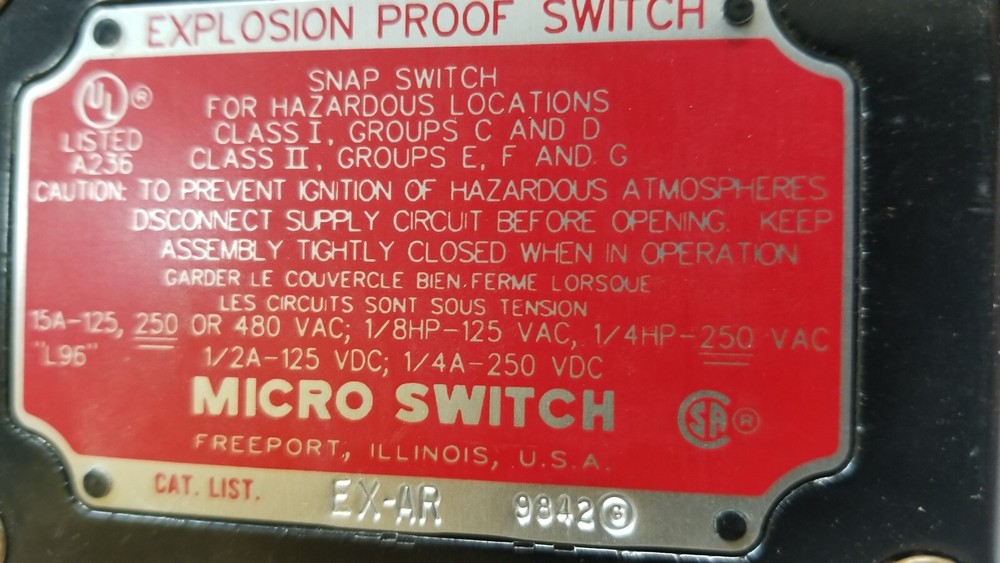 EXPLOSION PROOF SWITCH
SNAP SWITCH
FOR HAZARDOUS LOCATIONS
CLASS I, GROUPS C AND D
CLASS II, GROUPS E, F AND G
UL ®
LISTED
A236
CAUTION: TO PREVENT IGNITION OF HAZARDOUS ATMOSPHERES
DISCONNECT SUPPLY CIRCUIT BEFORE OPENING. KEEP
ASSEMBLY TIGHTLY CLOSED WHEN IN OPERATION
GARDER LE COUVERCLE BIEN FERME LORSQUE
LES CIRCUITS SONT SOUS TENSION
15A-125, 250 OR 480 VAC; 1/8HP-125 VAC, 1/4HP-250 VAC
"L96" 1/2A-125 VDC; 1/4A-250 VDC
MICRO SWITCH
FREEPORT, ILLINOIS, U.S.A.
SA ®
CAT. LIST. EX-AR 9842 G